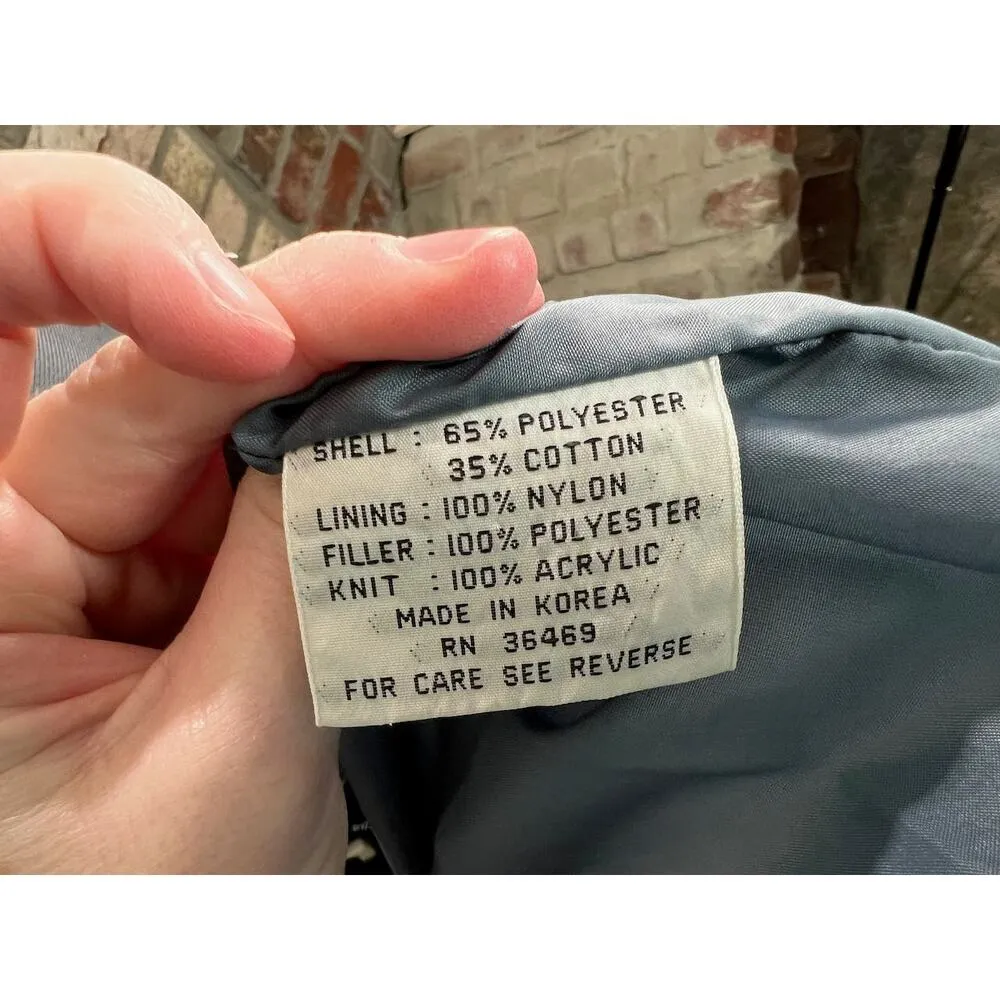 SHELL : 65% POLYESTER
35% COTTON
LINING : 100% NYLON
FILLER : 100% POLYESTER
KNIT : 100% ACRYLIC
MADE IN KOREA
RN 36469
FOR CARE SEE REVERSE